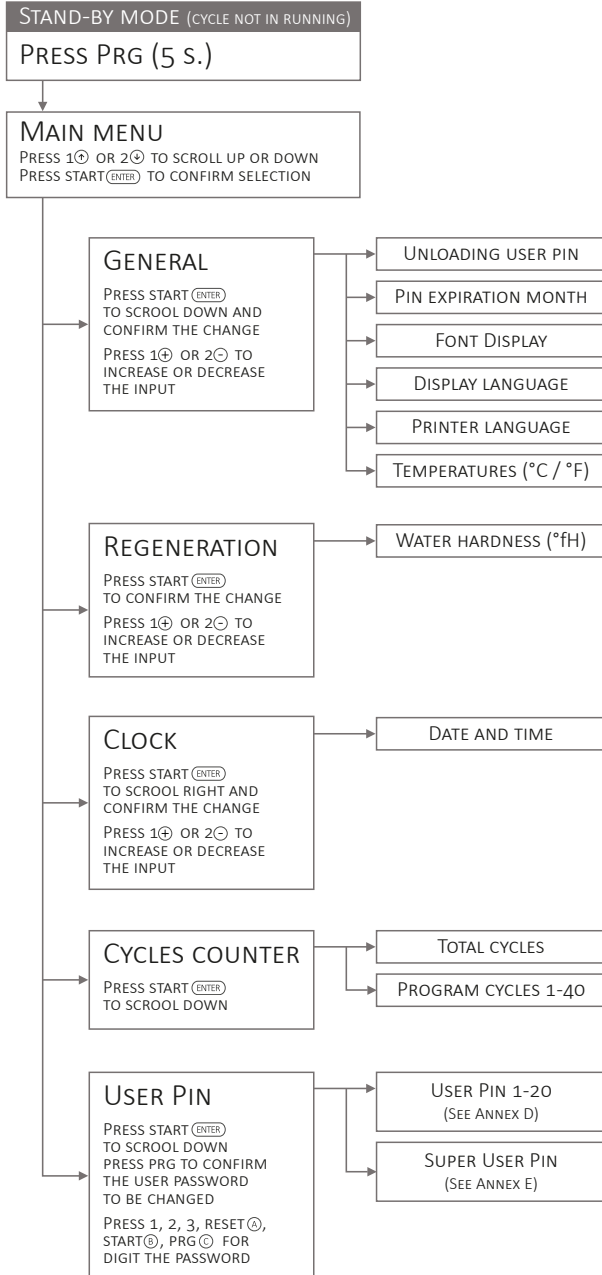 STAND-BY MODE (CYCLE NOT IN RUNNING)
PRESS PRG (5 S.)
MAIN MENU
PRESS 1↑ OR 2↓ TO SCROLL UP OR DOWN
PRESS START (ENTER) TO CONFIRM SELECTION
GENERAL
PRESS START (ENTER)
TO SCROOL DOWN AND
CONFIRM THE CHANGE
PRESS 1⊕ OR 2⊖ TO
INCREASE OR DECREASE
THE INPUT
UNLOADING USER PIN
PIN EXPIRATION MONTH
FONT DISPLAY
DISPLAY LANGUAGE
PRINTER LANGUAGE
TEMPERATURES (°C / °F)
REGENERATION
PRESS START (ENTER)
TO CONFIRM THE CHANGE
PRESS 1⊕ OR 2⊖ TO
INCREASE OR DECREASE
THE INPUT
WATER HARDNESS (°fH)
CLOCK
PRESS START (ENTER)
TO SCROOL RIGHT AND
CONFIRM THE CHANGE
PRESS 1⊕ OR 2⊖ TO
INCREASE OR DECREASE
THE INPUT
DATE AND TIME
CYCLES COUNTER
PRESS START (ENTER)
TO SCROOL DOWN
TOTAL CYCLES
PROGRAM CYCLES 1-40
USER PIN
PRESS START (ENTER)
TO SCROOL DOWN
PRESS PRG TO CONFIRM
THE USER PASSWORD
TO BE CHANGED
PRESS 1, 2, 3, RESET Ⓐ,
START Ⓑ, PRG Ⓒ FOR
DIGIT THE PASSWORD
USER PIN 1-20
(SEE ANNEX D)
SUPER USER PIN
(SEE ANNEX E)